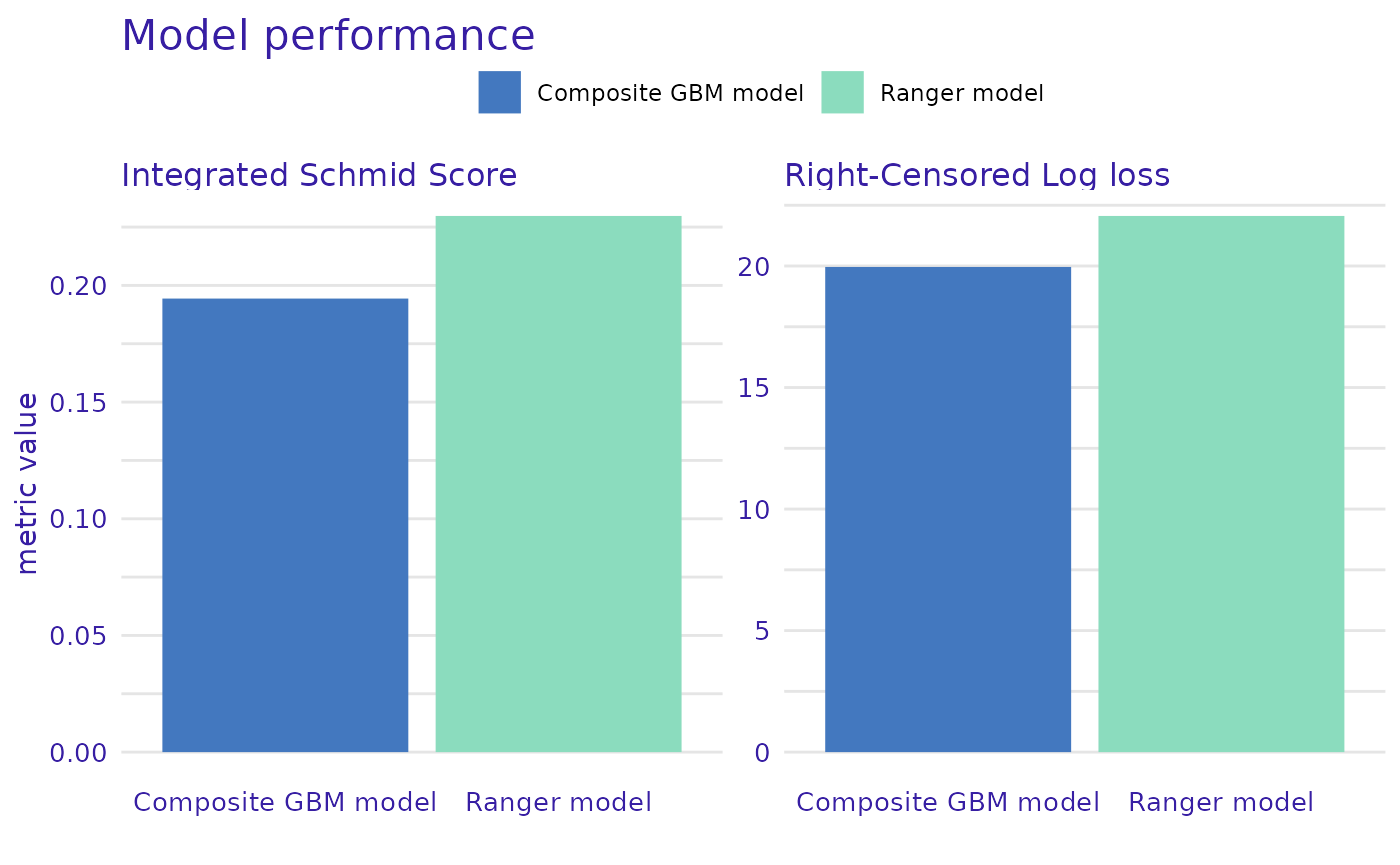 Model performance
Composite GBM model Ranger model
Integrated Schmid Score
0.20
0.15
0.10
0.05
0.00
metric value
Composite GBM model Ranger model
Right-Censored Log loss
20
15
10
5
0
Composite GBM model Ranger model